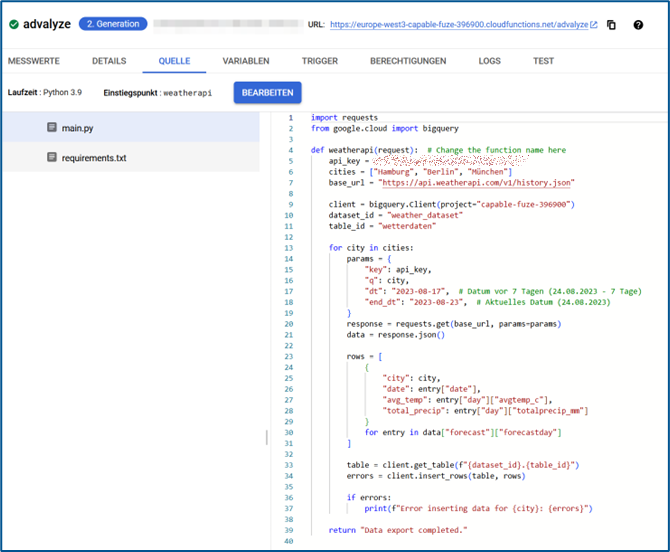 advalyze 2. Generation URL: https://europe-west3-capable-fuze-396900.cloudfunctions.net/advalyze
MESSWERTE DETAILS QUELLE VARIABLEN TRIGGER BERECHTIGUNGEN LOGS TEST
Laufzeit : Python 3.9 Einstiegspunkt : weatherapi BEARBEITEN
main.py
requirements.txt
1 import requests
2 from google.cloud import bigquery
3
4 def weatherapi(request):  # Change the function name here
5 api_key =
6 cities = ["Hamburg", "Berlin", "München"]
7 base_url = "https://api.weatherapi.com/v1/history.json"
8
9 client = bigquery.Client(project="capable-fuze-396900")
10 dataset_id = "weather_dataset"
11 table_id = "wetterdaten"
12
13 for city in cities:
14 params = {
15 "key": api_key,
16 "q": city,
17 "dt": "2023-08-17",  # Datum vor 7 Tagen (24.08.2023 - 7 Tage)
18 "end_dt": "2023-08-23",  # Aktuelles Datum (24.08.2023)
19 }
20 response = requests.get(base_url, params=params)
21 data = response.json()
22
23 rows = [
24 {
25 "city": city,
26 "date": entry["date"],
27 "avg_temp": entry["day"]["avgtemp_c"],
28 "total_precip": entry["day"]["totalprecip_mm"]
29 }
30 for entry in data["forecast"]["forecastday"]
31 ]
32
33 table = client.get_table(f"{dataset_id}.{table_id}")
34 errors = client.insert_rows(table, rows)
35
36 if errors:
37 print(f"Error inserting data for {city}: {errors}")
38
39 return "Data export completed."
40